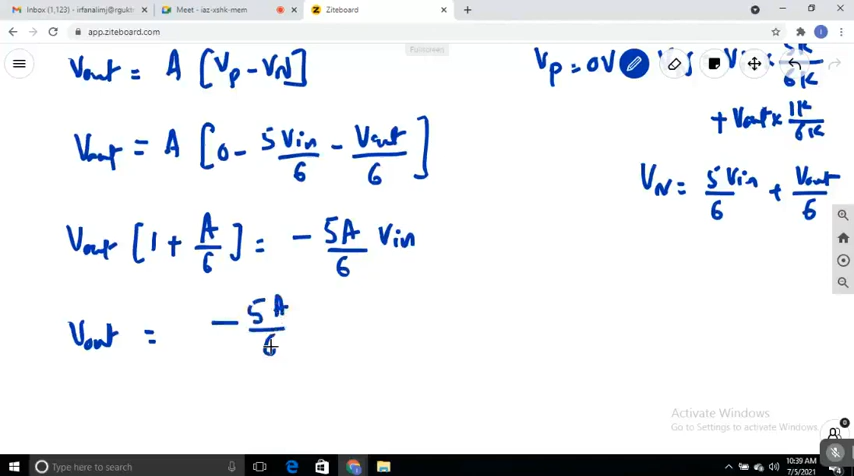 Inbox (1,123) - irfanalimj@rgukt
Meet - iaz-xshk-mem
Ziteboard
app.ziteboard.com
Fullscreen
Vout = A [Vp - VN]
Vp = 0V
6K
+ Vout × 1K/6K
Vout = A [0 - 5Vin/6 - Vout/6]
VN = 5Vin/6 + Vout/6
Vout [1 + A/6] = - 5A/6 Vin
Vout = - 5A/6
Activate Windows
Go to Settings to activate Windows.
Type here to search
10:39 AM
7/5/2021